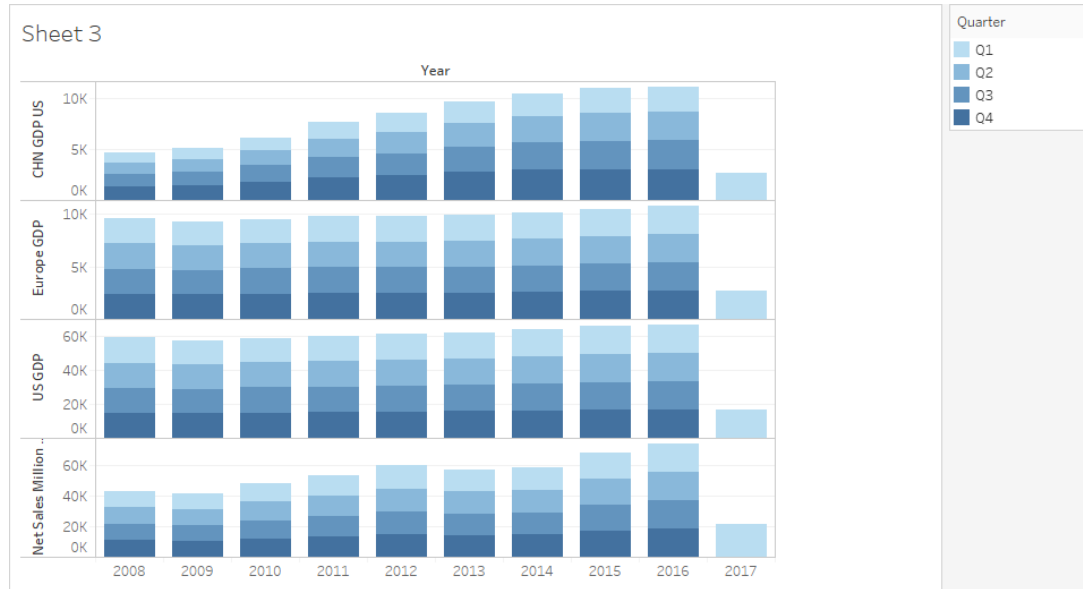 Sheet 3
Year
CHN GDP US
10K
5K
0K
Europe GDP
10K
5K
0K
US GDP
60K
40K
20K
0K
Net Sales Million ..
60K
40K
20K
0K
2008 2009 2010 2011 2012 2013 2014 2015 2016 2017
Quarter
Q1
Q2
Q3
Q4